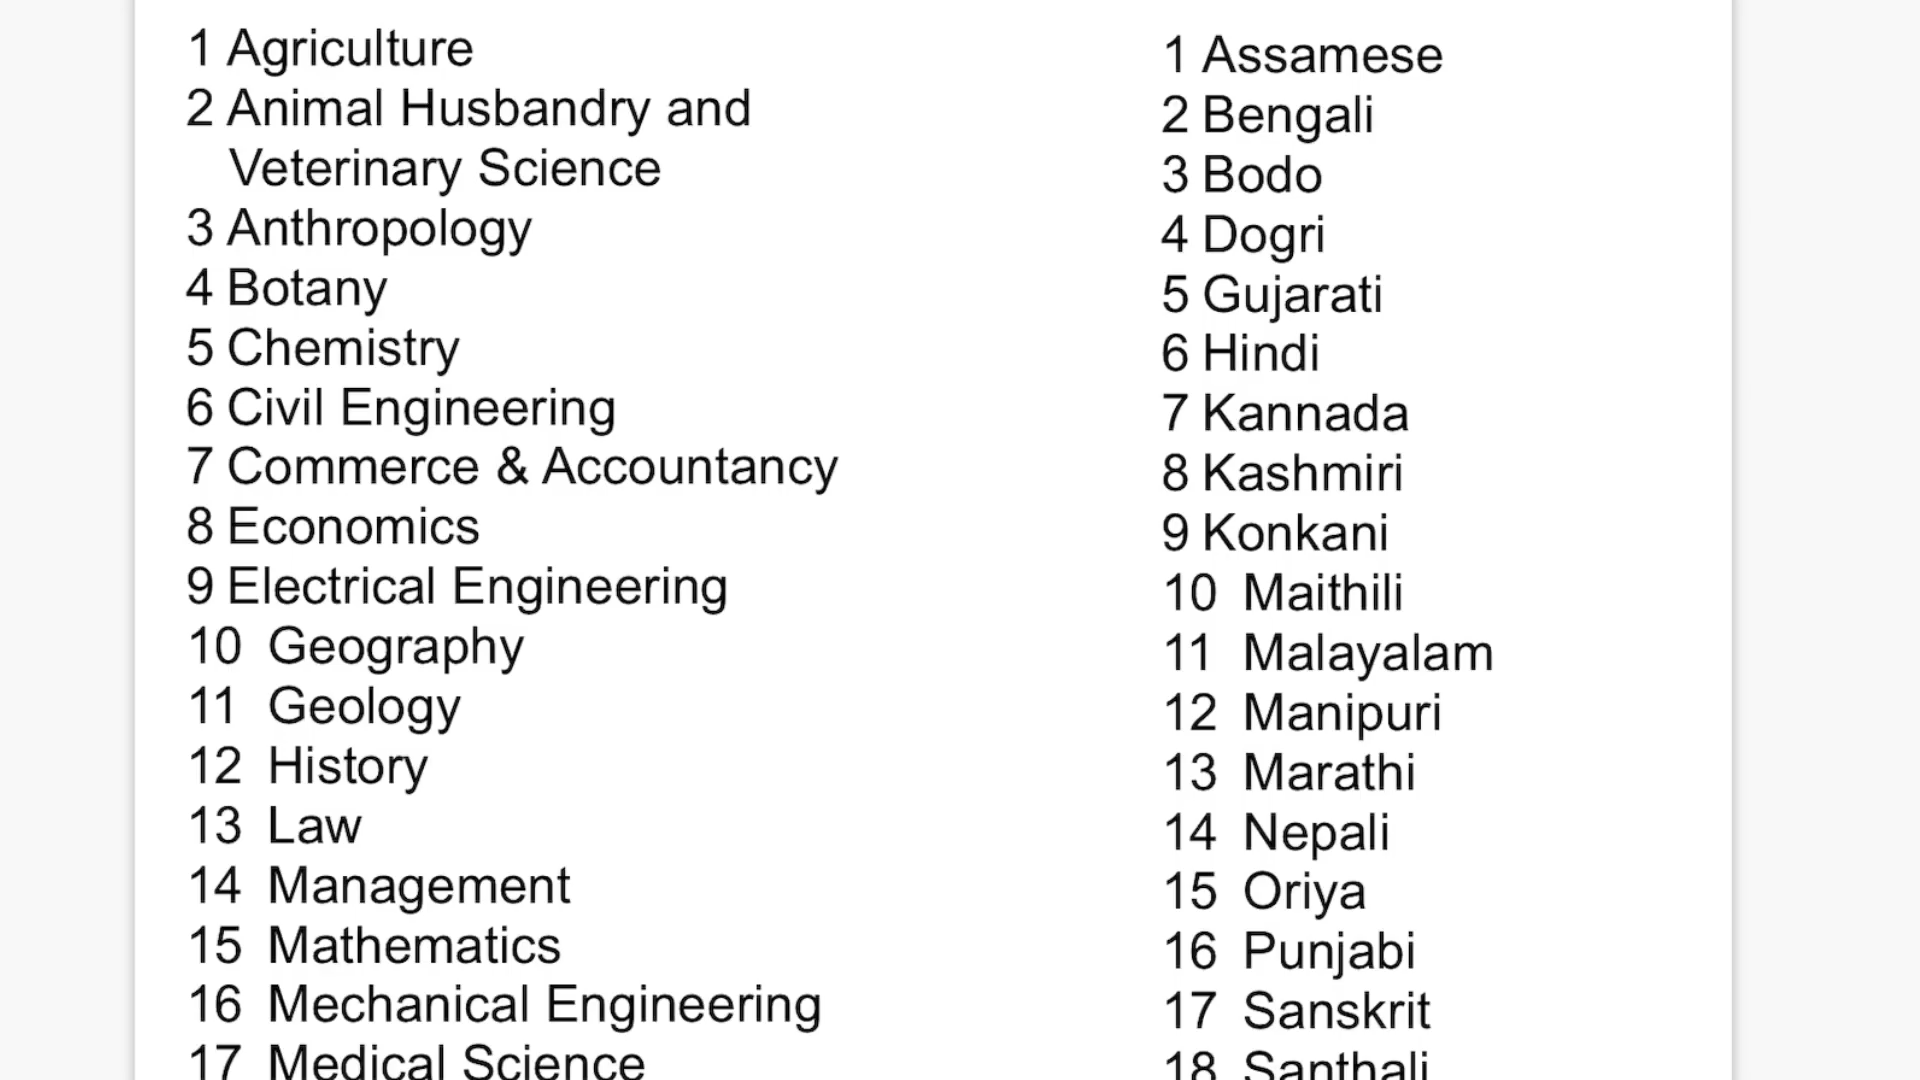 1 Agriculture
2 Animal Husbandry and
Veterinary Science
3 Anthropology
4 Botany
5 Chemistry
6 Civil Engineering
7 Commerce & Accountancy
8 Economics
9 Electrical Engineering
10 Geography
11 Geology
12 History
13 Law
14 Management
15 Mathematics
16 Mechanical Engineering
17 Medical Science
1 Assamese
2 Bengali
3 Bodo
4 Dogri
5 Gujarati
6 Hindi
7 Kannada
8 Kashmiri
9 Konkani
10 Maithili
11 Malayalam
12 Manipuri
13 Marathi
14 Nepali
15 Oriya
16 Punjabi
17 Sanskrit
18 Santhali